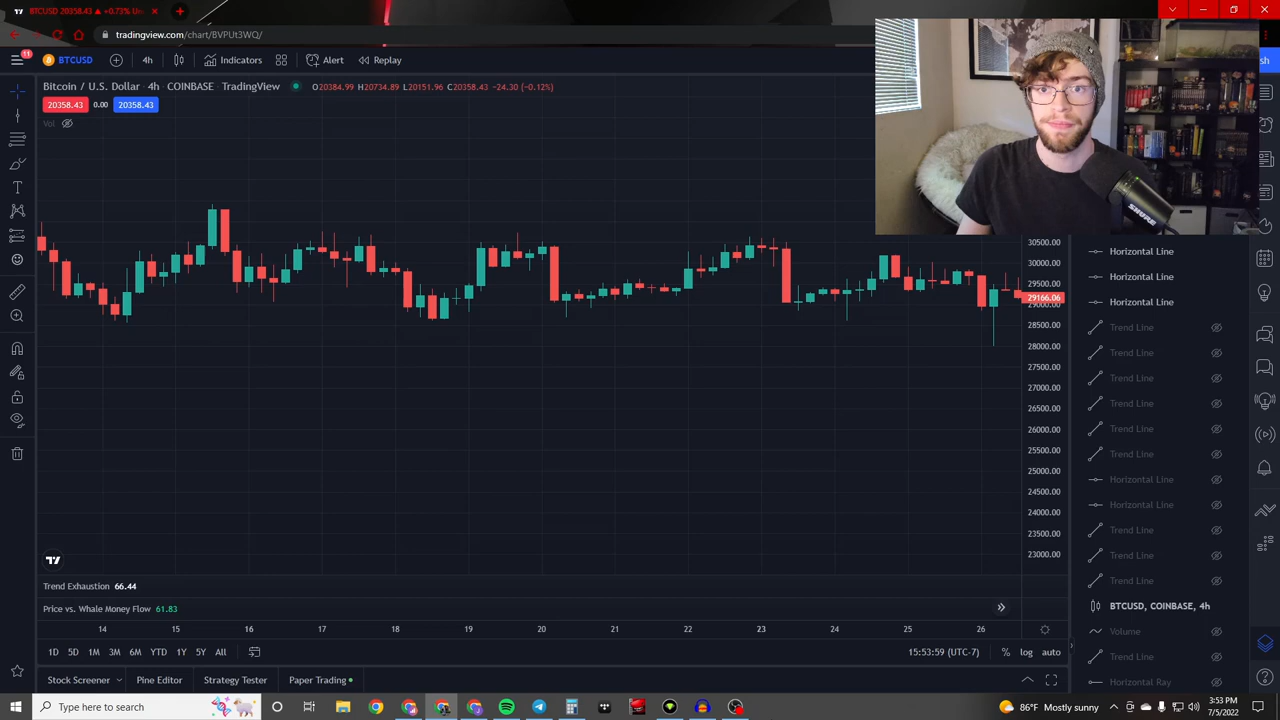 BTCUSD 20358.43 ▲ +0.73% Un
tradingview.com/chart/BVPUt3WQ/
11
BTCUSD
4h
Indicators
Alert
Replay
sh
Bitcoin / U.S. Dollar 4h COINBASE TradingView
C20358.43 −24.30 (−0.12%)
20358.43 0.00 20358.43
Vol
SHURE
30500.00
30000.00
29500.00
29166.06
29000.00
28500.00
28000.00
27500.00
27000.00
26500.00
26000.00
25500.00
25000.00
24500.00
24000.00
23500.00
23000.00
Horizontal Line
Horizontal Line
Horizontal Line
Trend Line
Trend Line
Trend Line
Trend Line
Trend Line
Trend Line
Horizontal Line
Horizontal Line
Trend Line
Trend Line
Trend Line
BTCUSD, COINBASE, 4h
Volume
Trend Line
Horizontal Ray
Trend Exhaustion 66.44
Price vs. Whale Money Flow 61.83
14 15 16 17 18 19 20 21 22 23 24 25 26
1D 5D 1M 3M 6M YTD 1Y 5Y All
15:53:59 (UTC-7) % log auto
Stock Screener Pine Editor Strategy Tester Paper Trading
Type here to search
86°F Mostly sunny
3:53 PM
7/5/2022